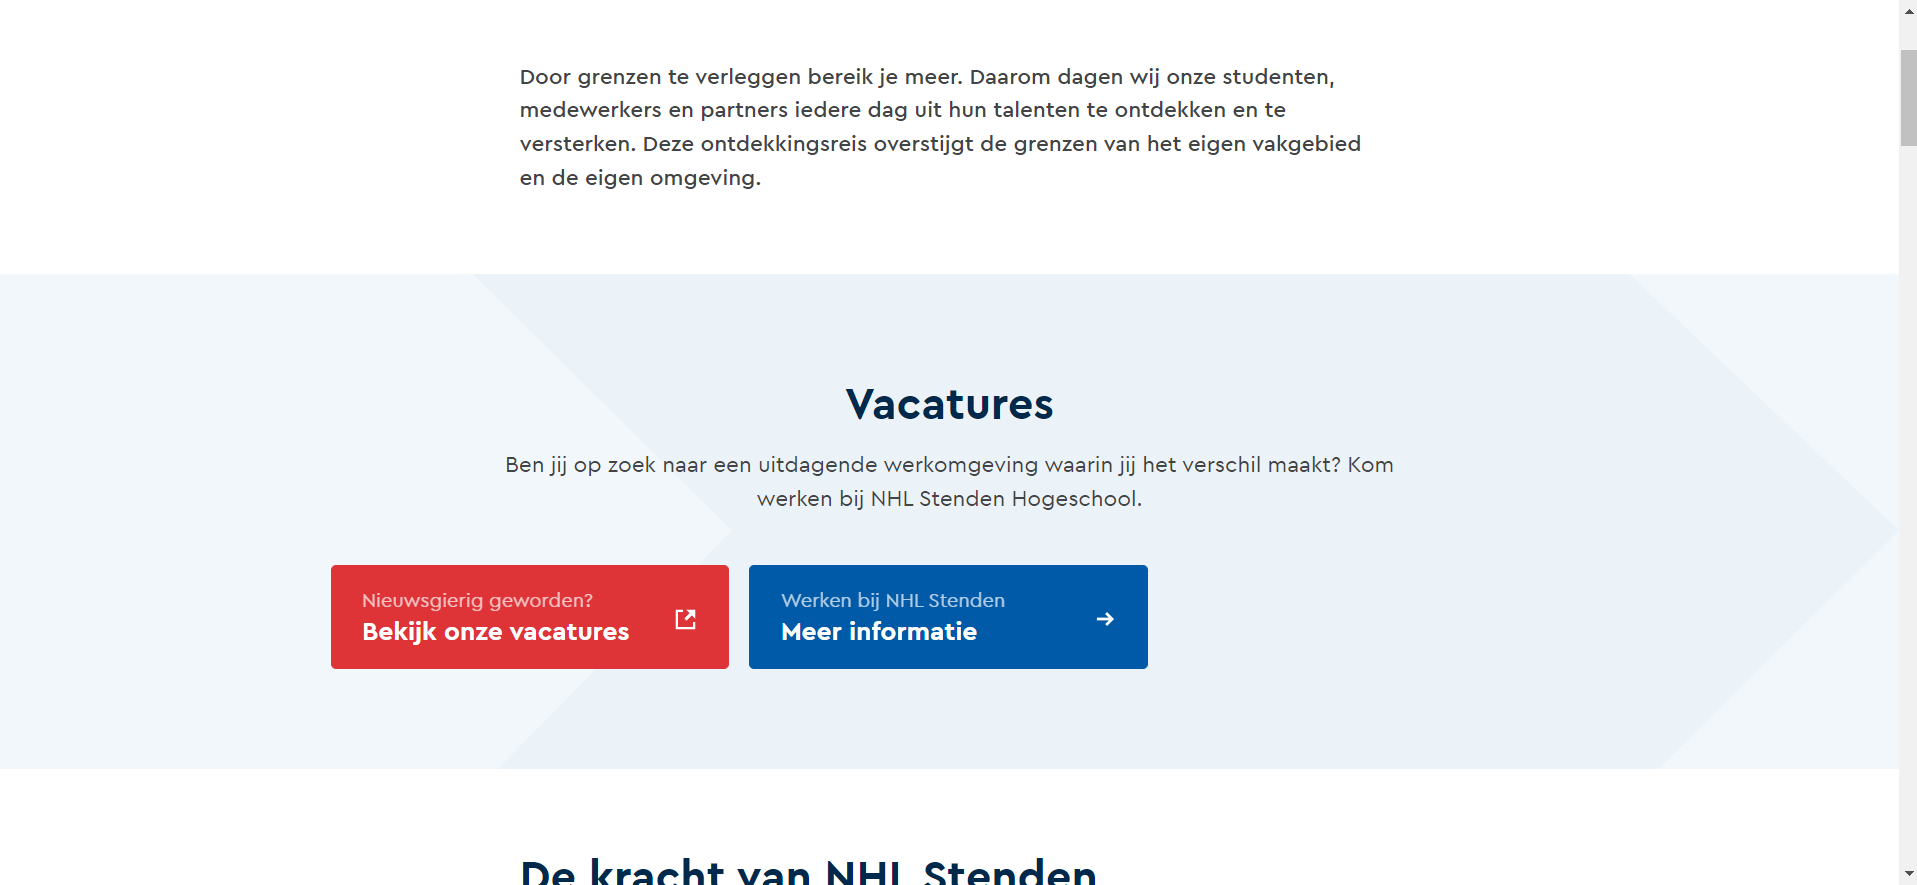 Door grenzen te verleggen bereik je meer. Daarom dagen wij onze studenten,
medewerkers en partners iedere dag uit hun talenten te ontdekken en te
versterken. Deze ontdekkingsreis overstijgt de grenzen van het eigen vakgebied
en de eigen omgeving.
Vacatures
Ben jij op zoek naar een uitdagende werkomgeving waarin jij het verschil maakt? Kom
werken bij NHL Stenden Hogeschool.
Nieuwsgierig geworden?
Bekijk onze vacatures
Werken bij NHL Stenden
Meer informatie
De kracht van NHL Stenden